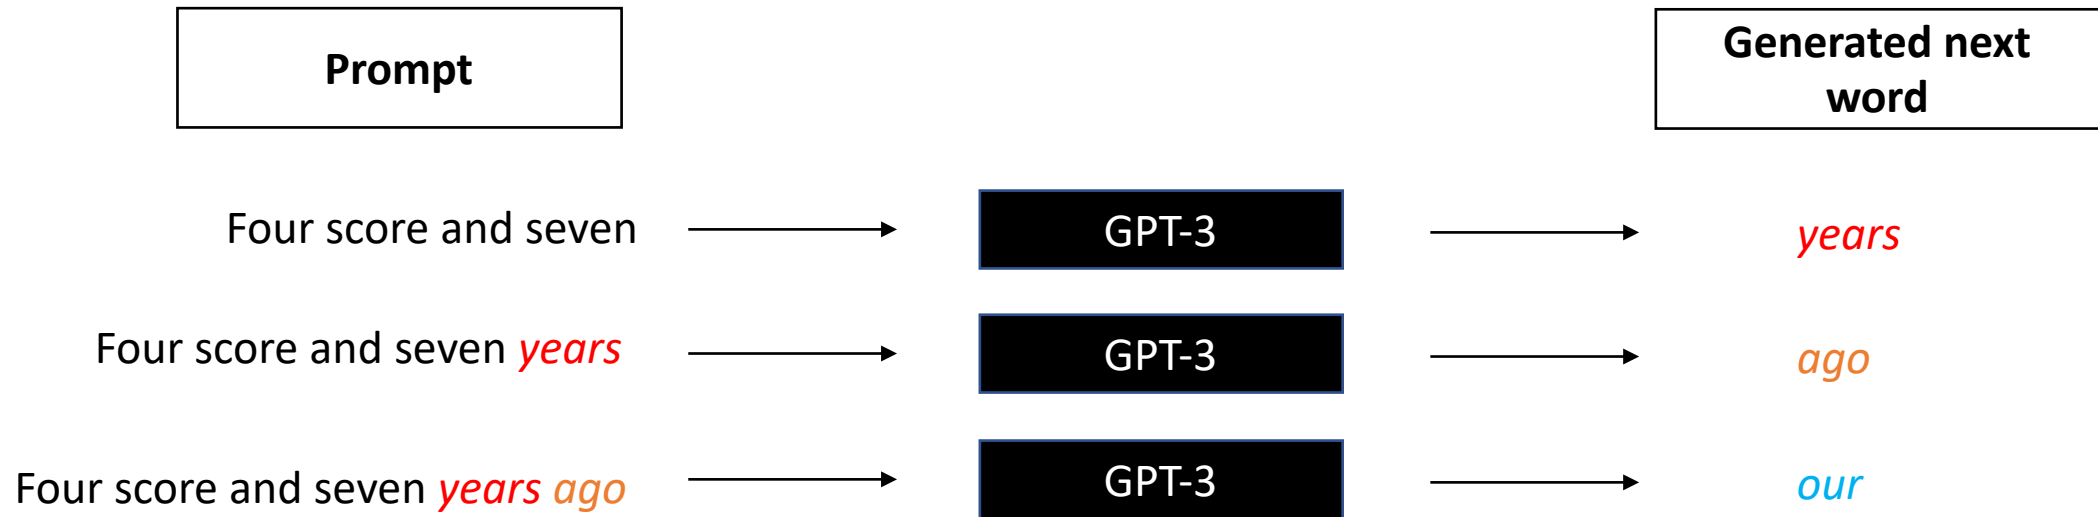 Prompt
Generated next
word
Four score and seven
GPT-3
years
Four score and seven years
GPT-3
ago
Four score and seven years ago
GPT-3
our